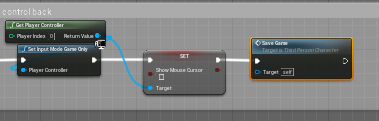 control back
Get Player Controller
Player Index 0
Return Value
Set Input Mode Game Only
Player Controller
SET
Show Mouse Cursor
Target
Save Game
Target is Third Person Character
Target self